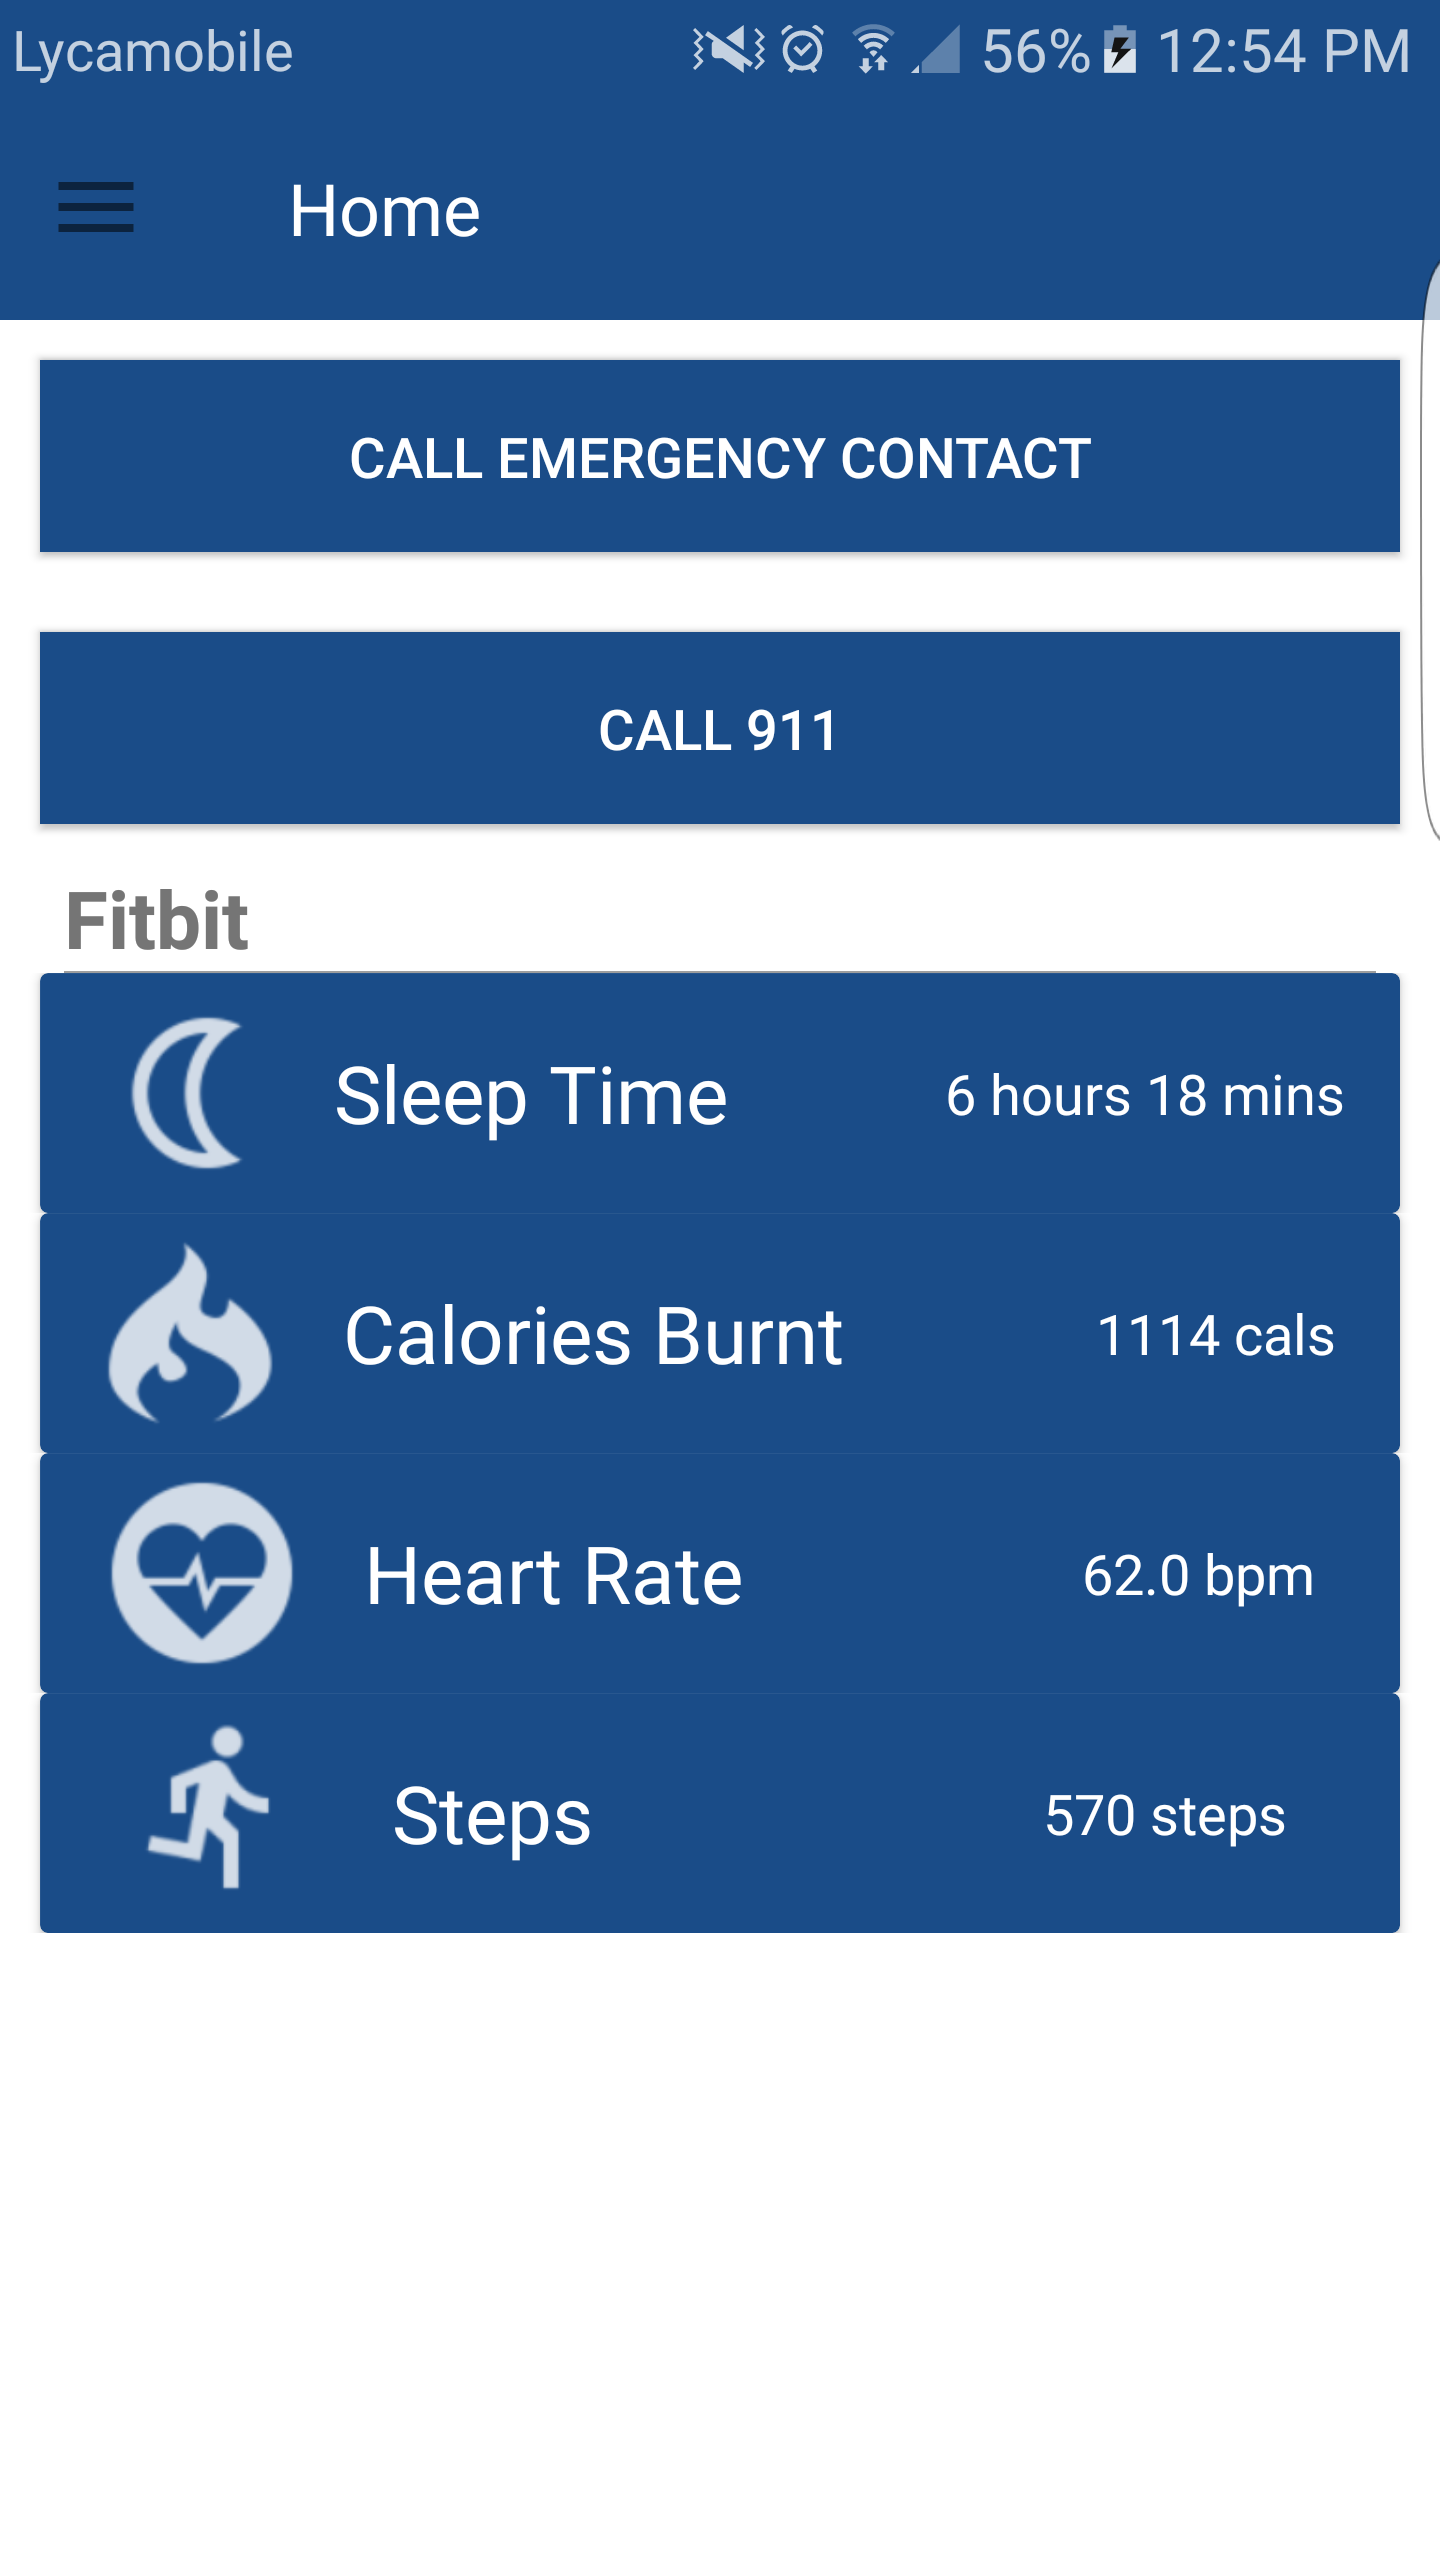 Lycamobile 56% 12:54 PM
Home
CALL EMERGENCY CONTACT
CALL 911
Fitbit
Sleep Time 6 hours 18 mins
Calories Burnt 1114 cals
Heart Rate 62.0 bpm
Steps 570 steps